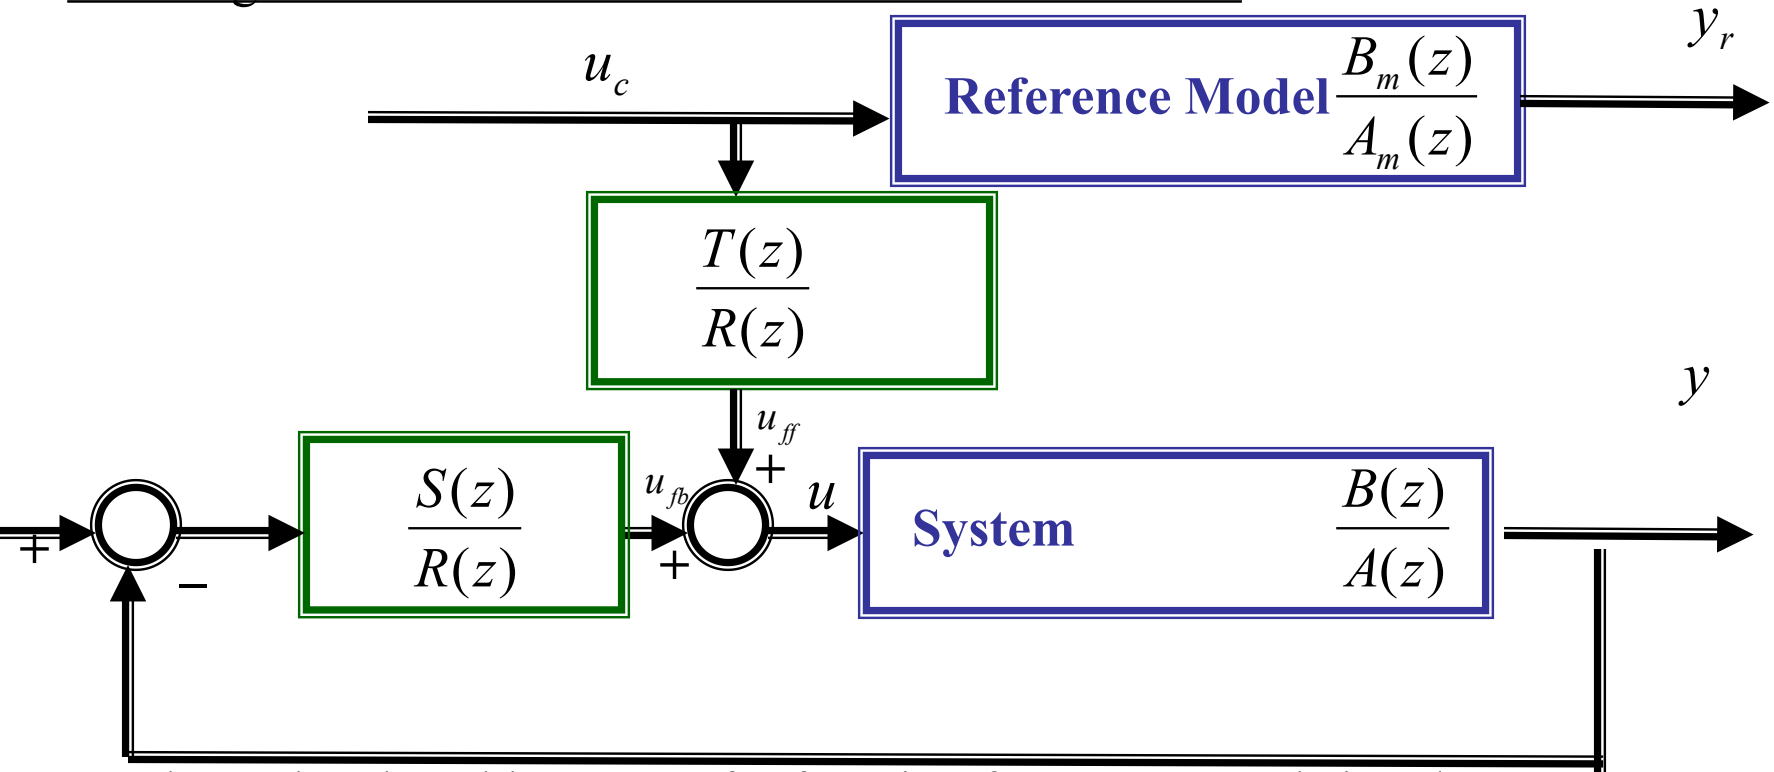 u_c
Reference Model B_m(z) / A_m(z)
y_r
T(z)
R(z)
u_ff
+
y
S(z)
R(z)
u_fb
+
u
System B(z) / A(z)
+
−